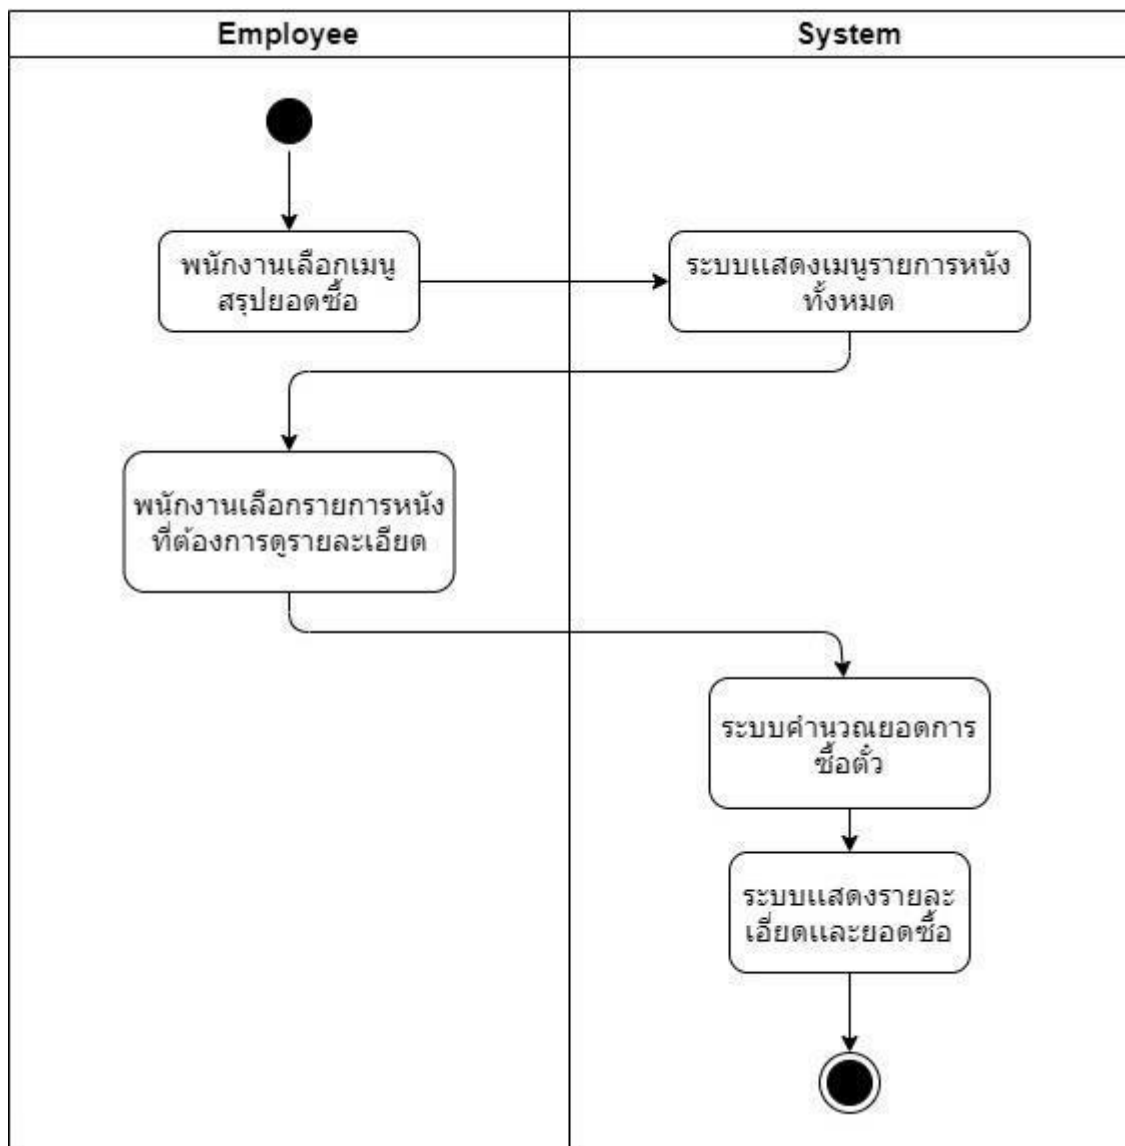 Employee
System
พนักงานเลือกเมนู
สรุปยอดซื้อ
ระบบเเสดงเมนูรายการหนัง
ทั้งหมด
พนักงานเลือกรายการหนัง
ที่ต้องการดูรายละเอียด
ระบบคำนวณยอดการ
ซื้อตั๋ว
ระบบเเสดงรายละ
เอียดเเละยอดซื้อ